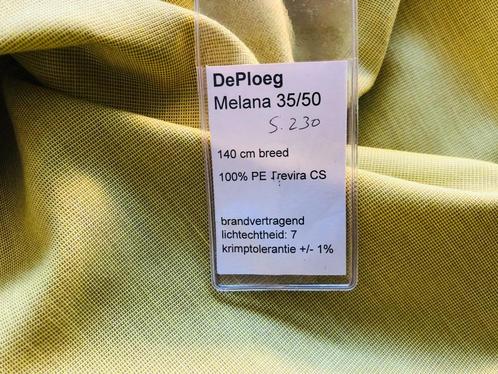 DePloeg
Melana 35/50
S. 230
140 cm breed
100% PE Trevira CS
brandvertragend
lichtechtheid: 7
krimptolerantie +/- 1%